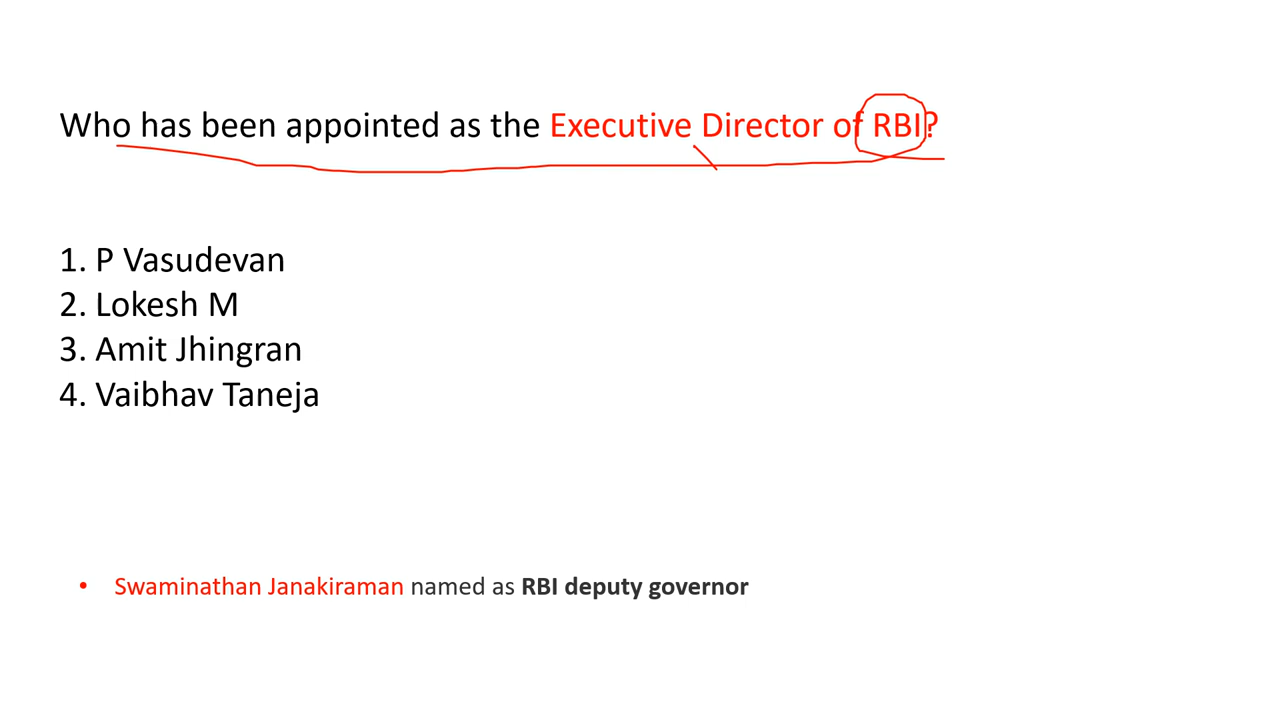 Who has been appointed as the Executive Director of RBI?
1. P Vasudevan
2. Lokesh M
3. Amit Jhingran
4. Vaibhav Taneja
• Swaminathan Janakiraman named as RBI deputy governor